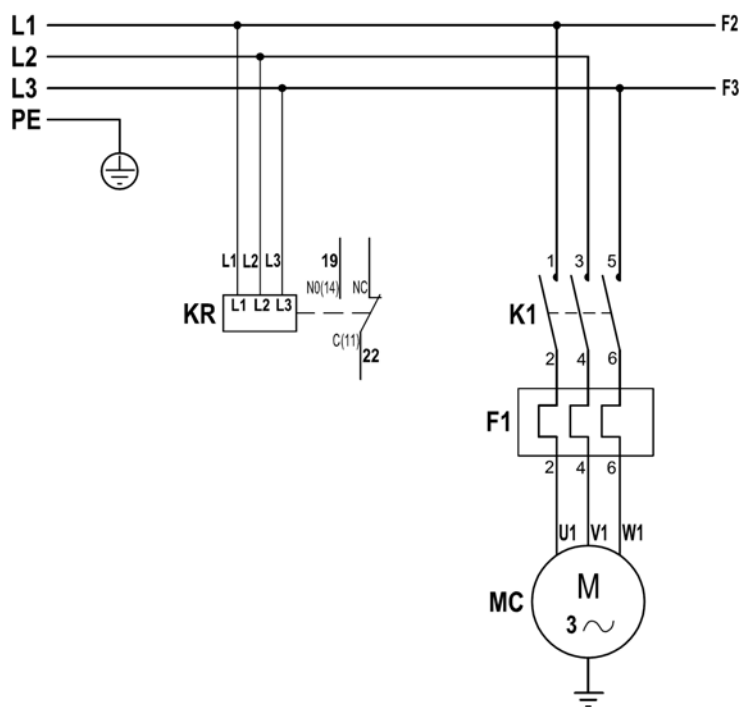 L1 F2
L2
L3 F3
PE
L1 L2 L3 19 1 3 5
N0(14) NC
KR L1 L2 L3 K1
C(11)
22 2 4 6
F1
2 4 6
U1 V1 W1
M
MC
3